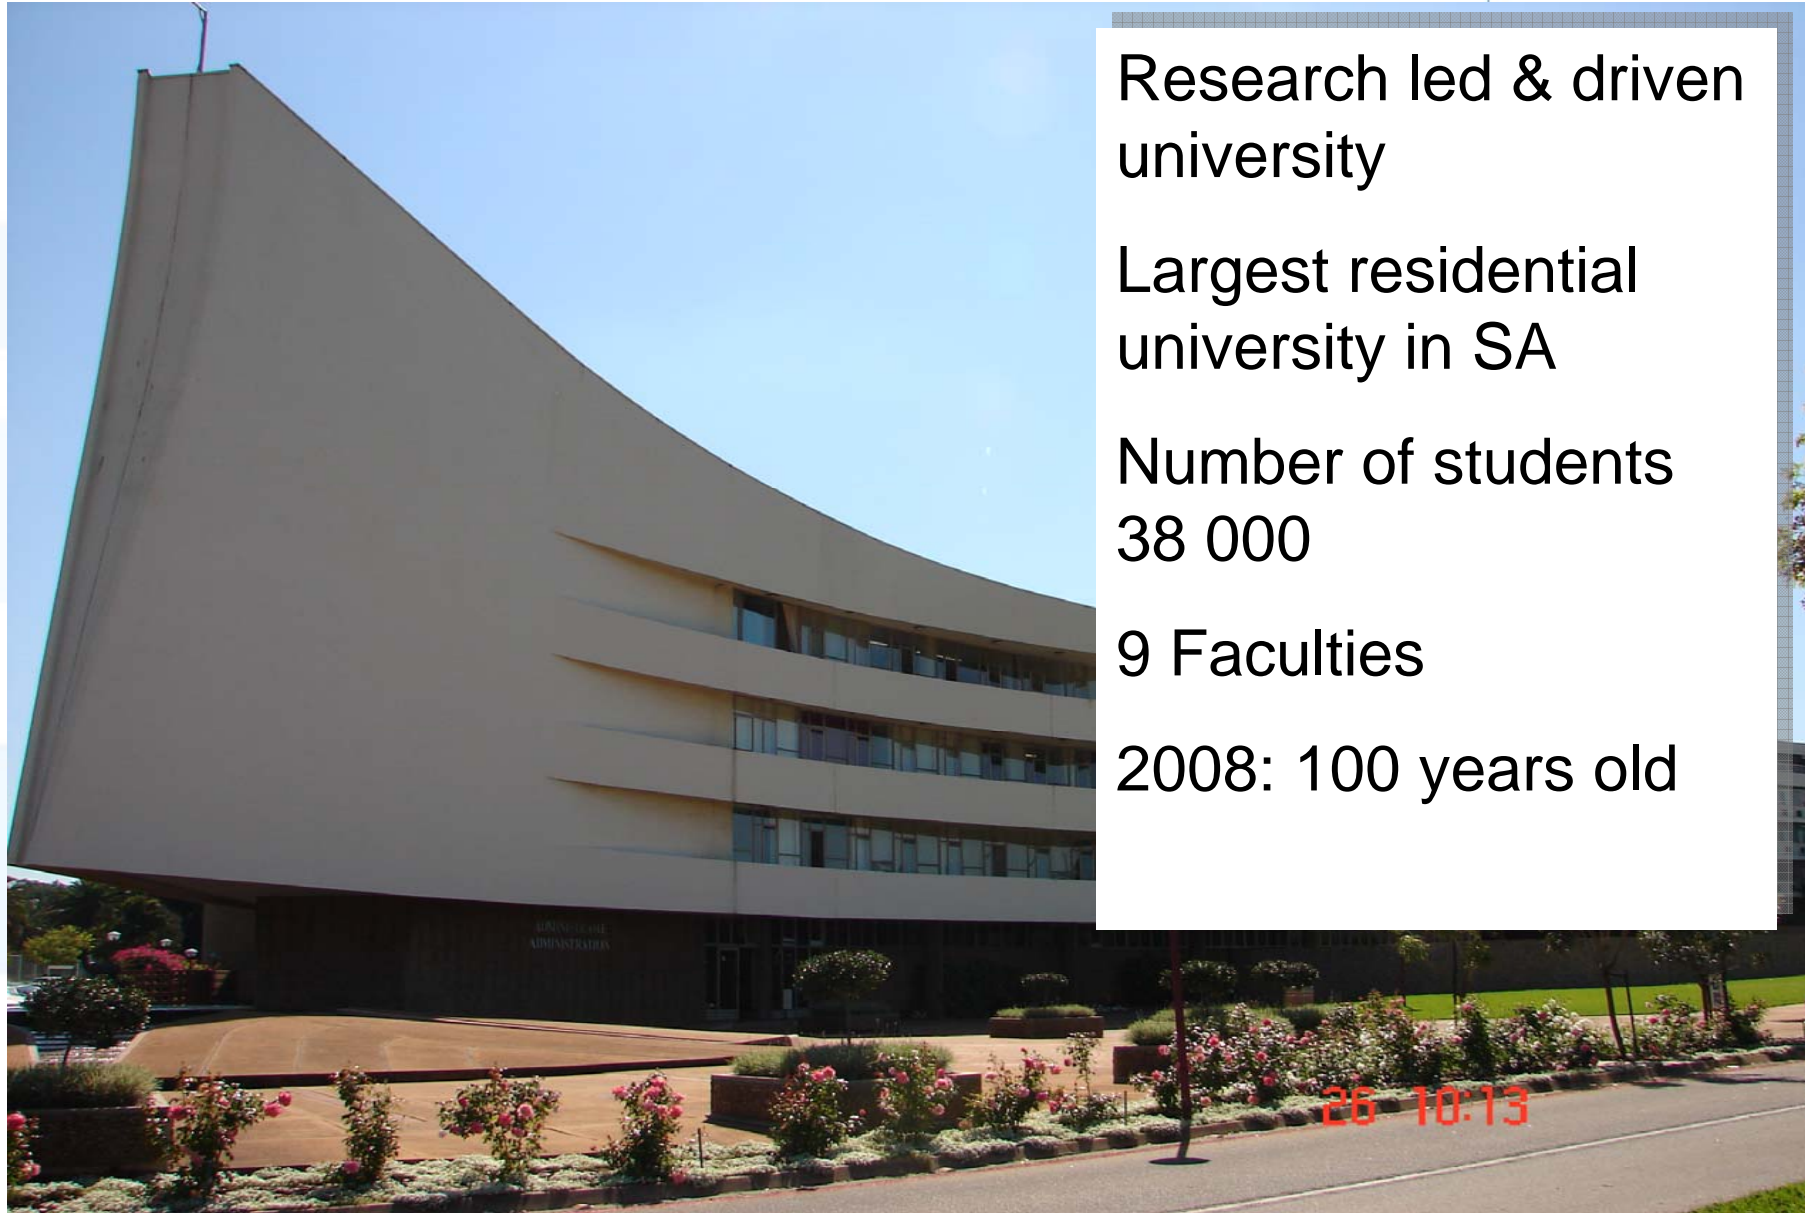 Research led & driven
university
Largest residential
university in SA
Number of students
38 000
9 Faculties
2008: 100 years old
ADMINISTRATION
26 10:13